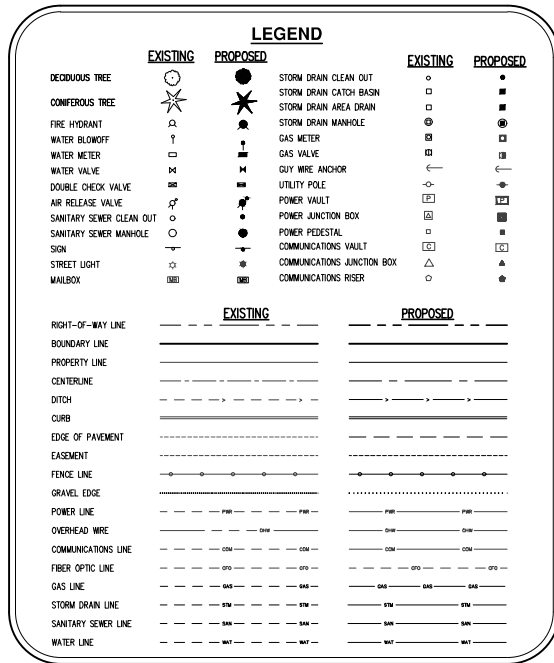 LEGEND
EXISTING PROPOSED
DECIDUOUS TREE
CONIFEROUS TREE
FIRE HYDRANT
WATER BLOWOFF
WATER METER
WATER VALVE
DOUBLE CHECK VALVE
AIR RELEASE VALVE
SANITARY SEWER CLEAN OUT
SANITARY SEWER MANHOLE
SIGN
STREET LIGHT
MAILBOX MB MB
EXISTING PROPOSED
STORM DRAIN CLEAN OUT
STORM DRAIN CATCH BASIN
STORM DRAIN AREA DRAIN
STORM DRAIN MANHOLE
GAS METER
GAS VALVE
GUY WIRE ANCHOR
UTILITY POLE
POWER VAULT P P
POWER JUNCTION BOX
POWER PEDESTAL
COMMUNICATIONS VAULT C C
COMMUNICATIONS JUNCTION BOX
COMMUNICATIONS RISER
EXISTING PROPOSED
RIGHT-OF-WAY LINE
BOUNDARY LINE
PROPERTY LINE
CENTERLINE
DITCH > > > > >
CURB
EDGE OF PAVEMENT
EASEMENT
FENCE LINE
GRAVEL EDGE
POWER LINE PWR PWR PWR PWR
OVERHEAD WIRE OHW OHW OHW
COMMUNICATIONS LINE COM COM COM COM
FIBER OPTIC LINE CFO CFO CFO CFO
GAS LINE GAS GAS GAS GAS GAS
STORM DRAIN LINE STM STM STM STM
SANITARY SEWER LINE SAN SAN SAN SAN
WATER LINE WAT WAT WAT WAT